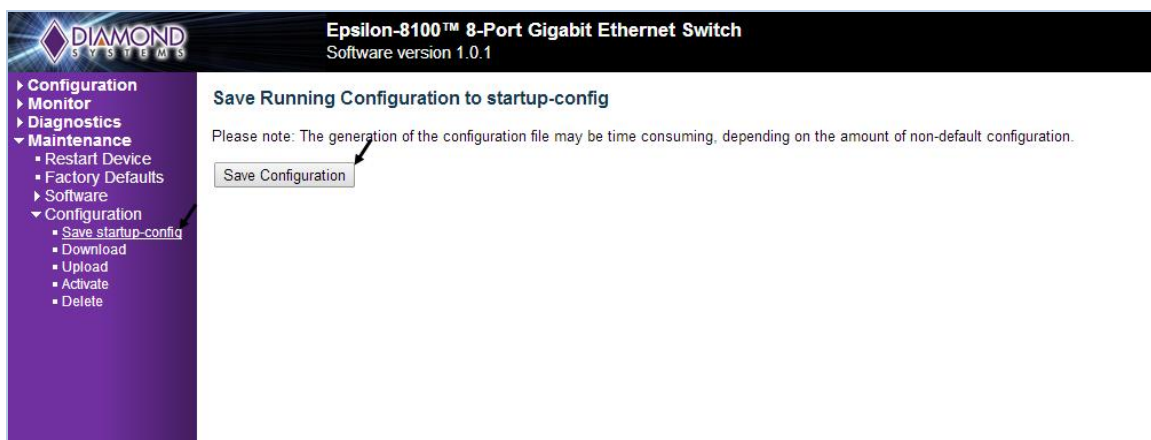 DIAMOND
SYSTEMS
Epsilon-8100™ 8-Port Gigabit Ethernet Switch
Software version 1.0.1
Configuration
Monitor
Diagnostics
Maintenance
Restart Device
Factory Defaults
Software
Configuration
Save startup-config
Download
Upload
Activate
Delete
Save Running Configuration to startup-config
Please note: The generation of the configuration file may be time consuming, depending on the amount of non-default configuration.
Save Configuration